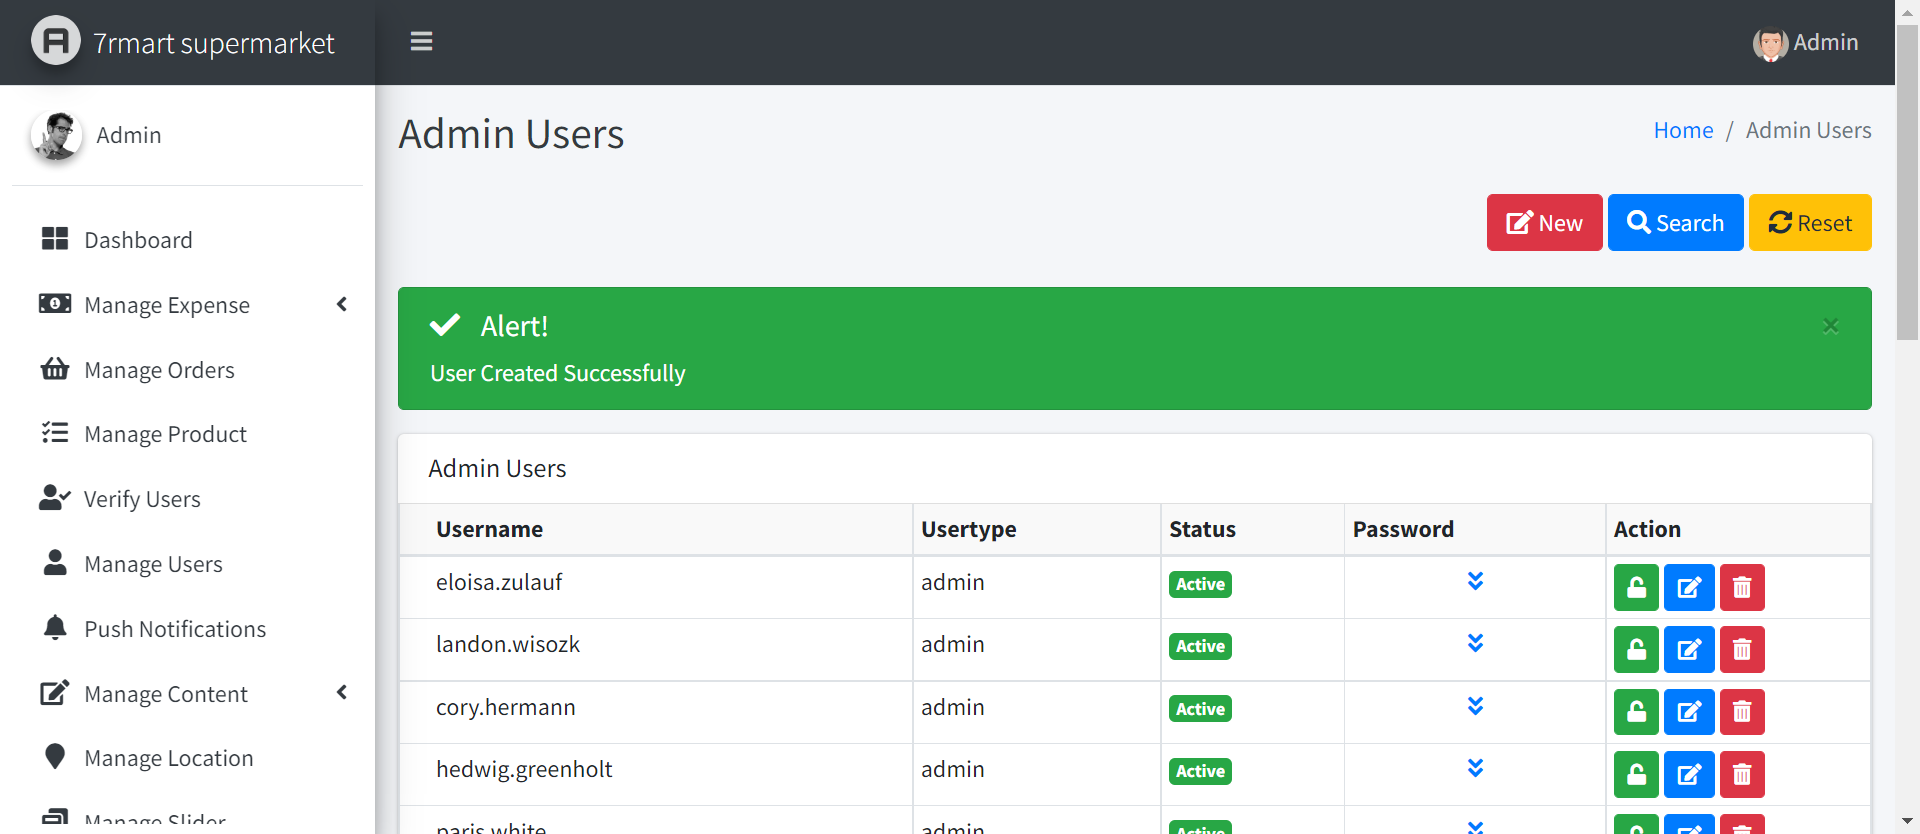 7rmart supermarket
Admin
Admin
Dashboard
Manage Expense
Manage Orders
Manage Product
Verify Users
Manage Users
Push Notifications
Manage Content
Manage Location
Manage Slider
Admin Users
Home / Admin Users
New Search Reset
Alert!
×
User Created Successfully
Admin Users
Username Usertype Status Password Action
eloisa.zulauf admin Active
landon.wisozk admin Active
cory.hermann admin Active
hedwig.greenholt admin Active
paris.white admin Active